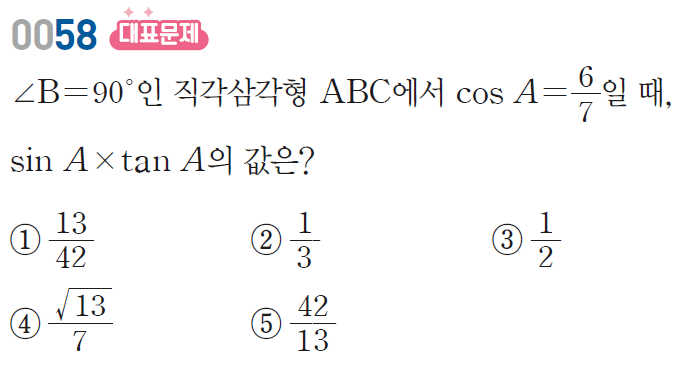 0058 대표문제
∠B=90°인 직각삼각형 ABC에서 cos A=6/7일 때,
sin A×tan A의 값은?
① 13/42 ② 1/3 ③ 1/2
④ √13/7 ⑤ 42/13